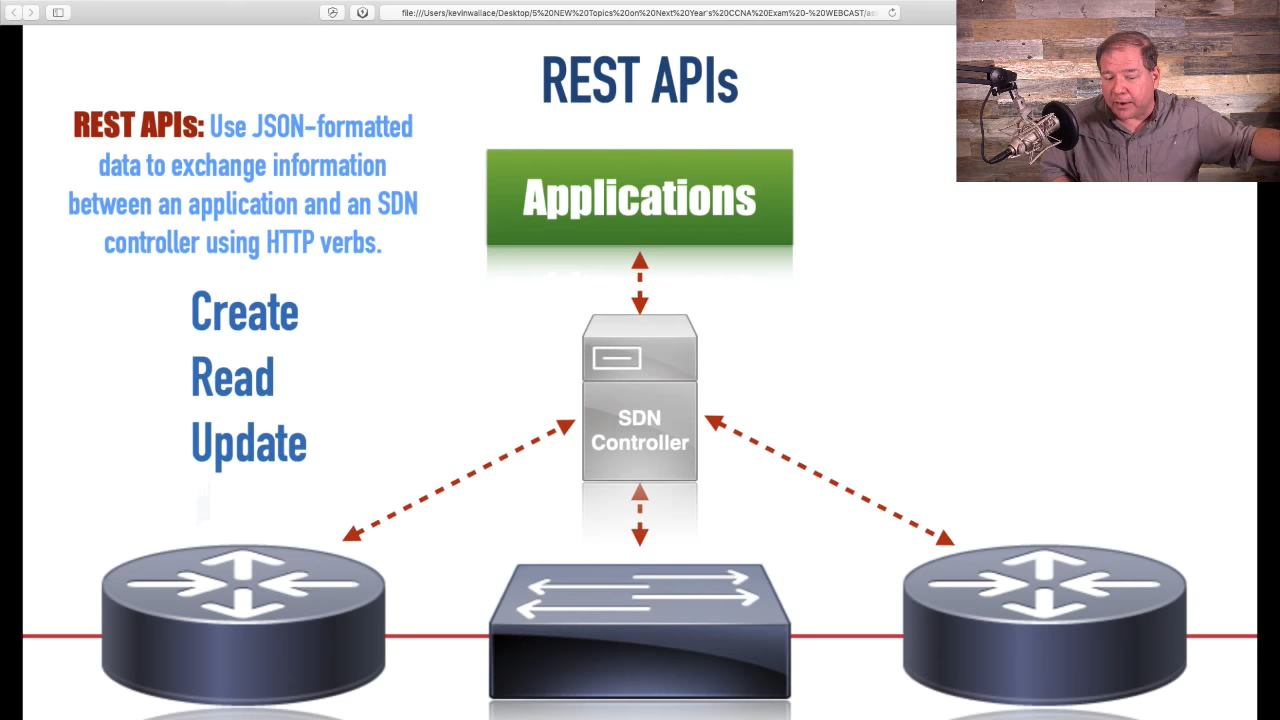 file:///Users/kevinwallace/Desktop/5%20NEW%20Topics%20on%20Next%20Year's%20CCNA%20Exam%20-%20WEBCAST/ass
REST APIs
REST APIs: Use JSON-formatted
data to exchange information
between an application and an SDN
controller using HTTP verbs.
Create
Read
Update
Applications
SDN
Controller